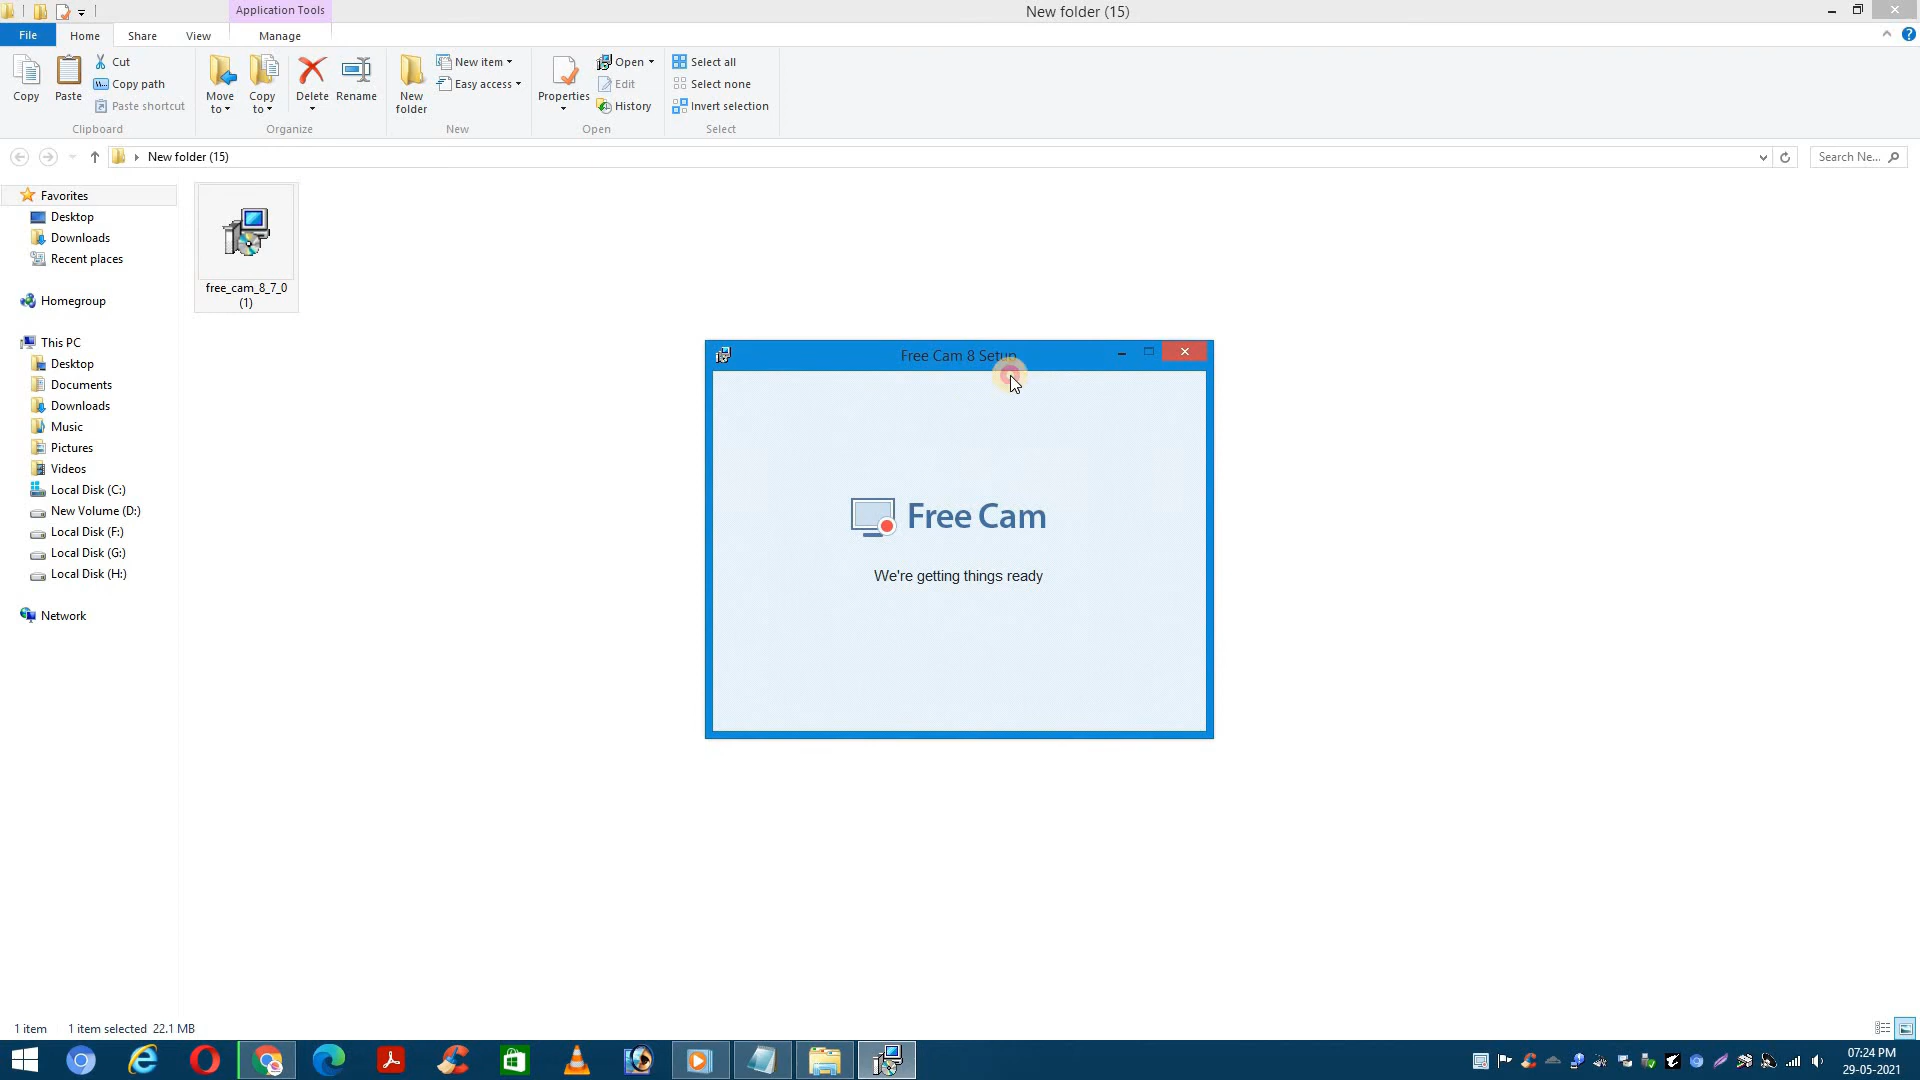 Application Tools
New folder (15)
File
Home
Share
View
Manage
Copy
Paste
Cut
Copy path
Paste shortcut
Clipboard
Move to
Copy to
Delete
Rename
Organize
New folder
New item
Easy access
New
Properties
Open
Edit
History
Open
Select all
Select none
Invert selection
Select
New folder (15)
Search Ne...
Favorites
Desktop
Downloads
Recent places
Homegroup
This PC
Desktop
Documents
Downloads
Music
Pictures
Videos
Local Disk (C:)
New Volume (D:)
Local Disk (F:)
Local Disk (G:)
Local Disk (H:)
Network
free_cam_8_7_0
(1)
Free Cam 8 Setup
Free Cam
We're getting things ready
1 item
1 item selected 22.1 MB
07:24 PM
29-05-2021